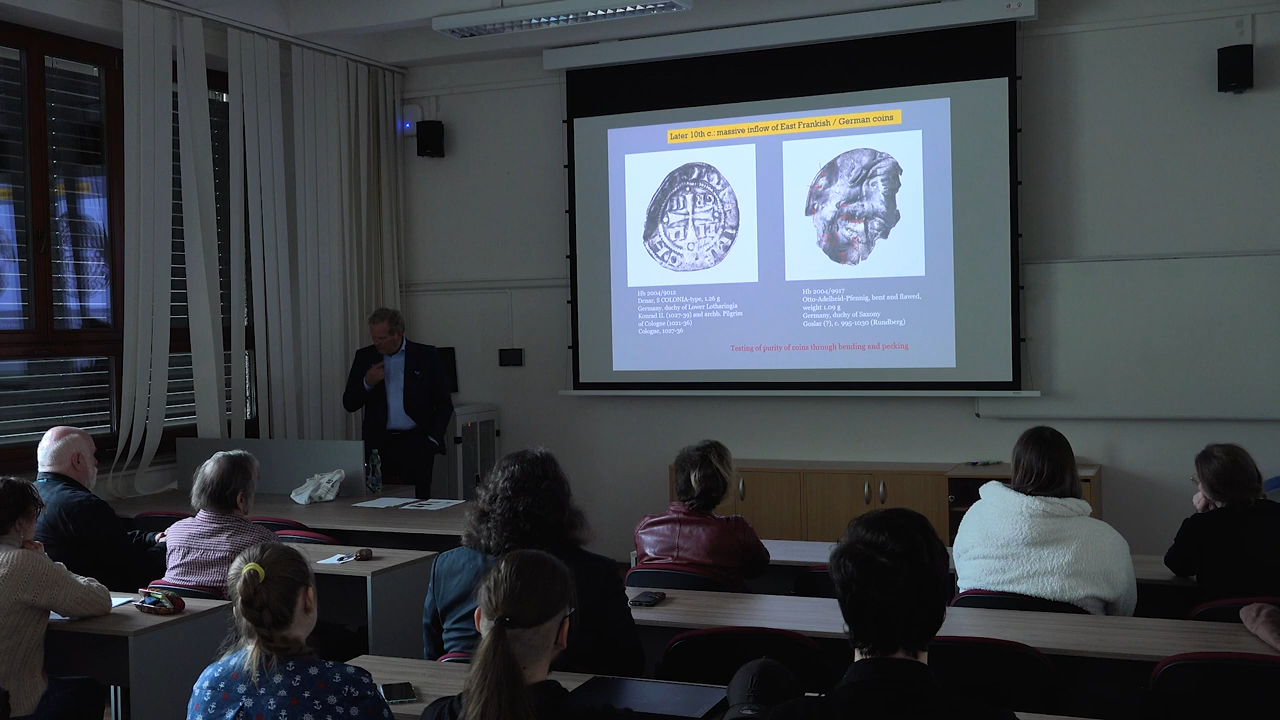 Later 10th c.: massive inflow of East Frankish / German coins
Hb 2004/9012
Denar, S COLONIA-type, 1.26 g
Germany, duchy of Lower Lotharingia
Konrad II. (1027-39) and archb. Pilgrim
of Cologne (1021-36)
Cologne, 1027-36
Hb 2004/9917
Otto-Adelheid-Pfennig, bent and flawed,
weight 1.09 g
Germany, duchy of Saxony
Goslar (?), c. 995-1030 (Rundberg)
Testing of purity of coins through bending and pecking